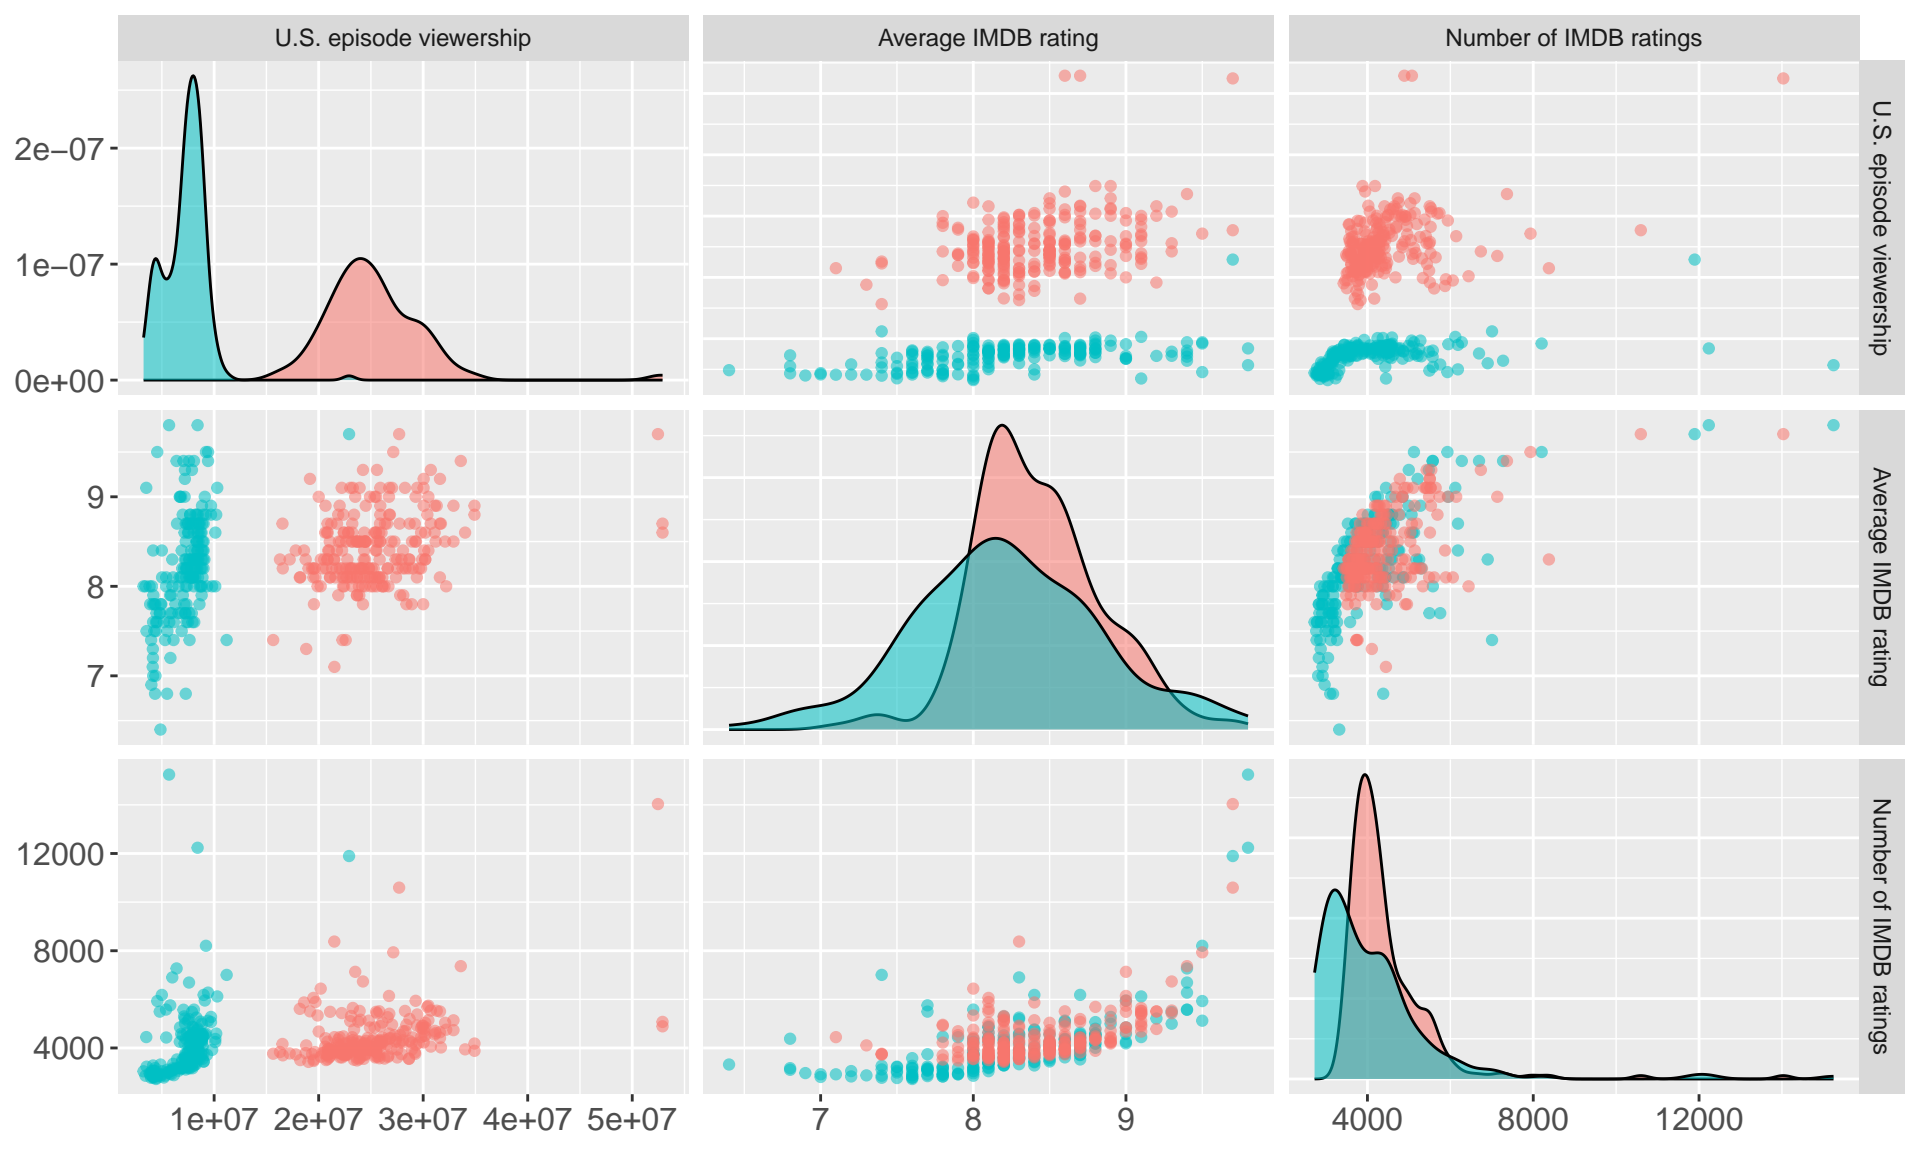 U.S. episode viewership
Average IMDB rating
Number of IMDB ratings
2e−07
1e−07
0e+00
U.S. episode viewership
9
8
7
Average IMDB rating
12000
8000
4000
Number of IMDB ratings
1e+07 2e+07 3e+07 4e+07 5e+07
7 8 9
4000 8000 12000